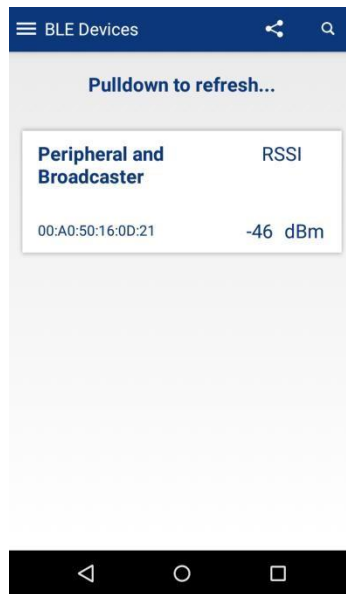 BLE Devices
Pulldown to refresh...
Peripheral and RSSI
Broadcaster
00:A0:50:16:0D:21 -46 dBm